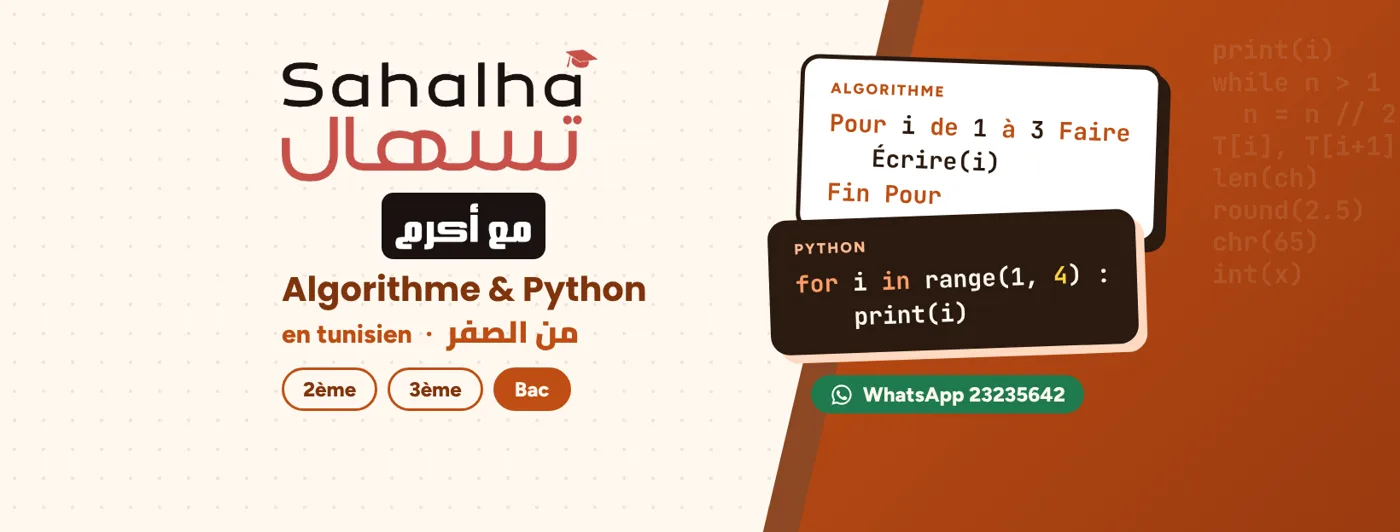 Sahalha
تسهال
مع أكرم
Algorithme & Python
en tunisien · من الصفر
2ème
3ème
Bac
ALGORITHME
Pour i de 1 à 3 Faire
Écrire(i)
Fin Pour
PYTHON
for i in range(1, 4) :
print(i)
WhatsApp 23235642
print(i)
while n > 1
n = n // 2
T[i], T[i+1]
len(ch)
round(2.5)
chr(65)
int(x)